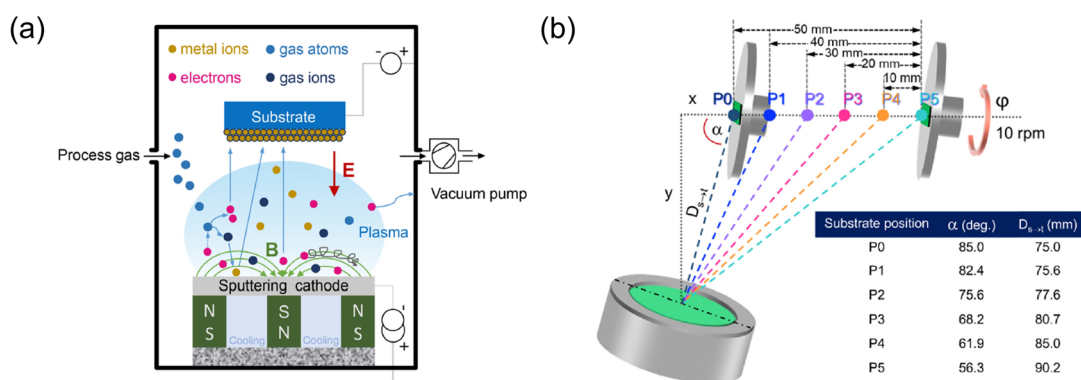 (a)
metal ions
gas atoms
electrons
gas ions
- +
Substrate
Process gas
E
Vacuum pump
Plasma
B
Sputtering cathode
N S N
S N S
Cooling Cooling
-
+
(b)
50 mm
40 mm
30 mm
20 mm
10 mm
x P0 P1 P2 P3 P4 P5 φ
α
10 rpm
y
D s→t
Substrate position α (deg.) D s→t (mm)
P0 85.0 75.0
P1 82.4 75.6
P2 75.6 77.6
P3 68.2 80.7
P4 61.9 85.0
P5 56.3 90.2